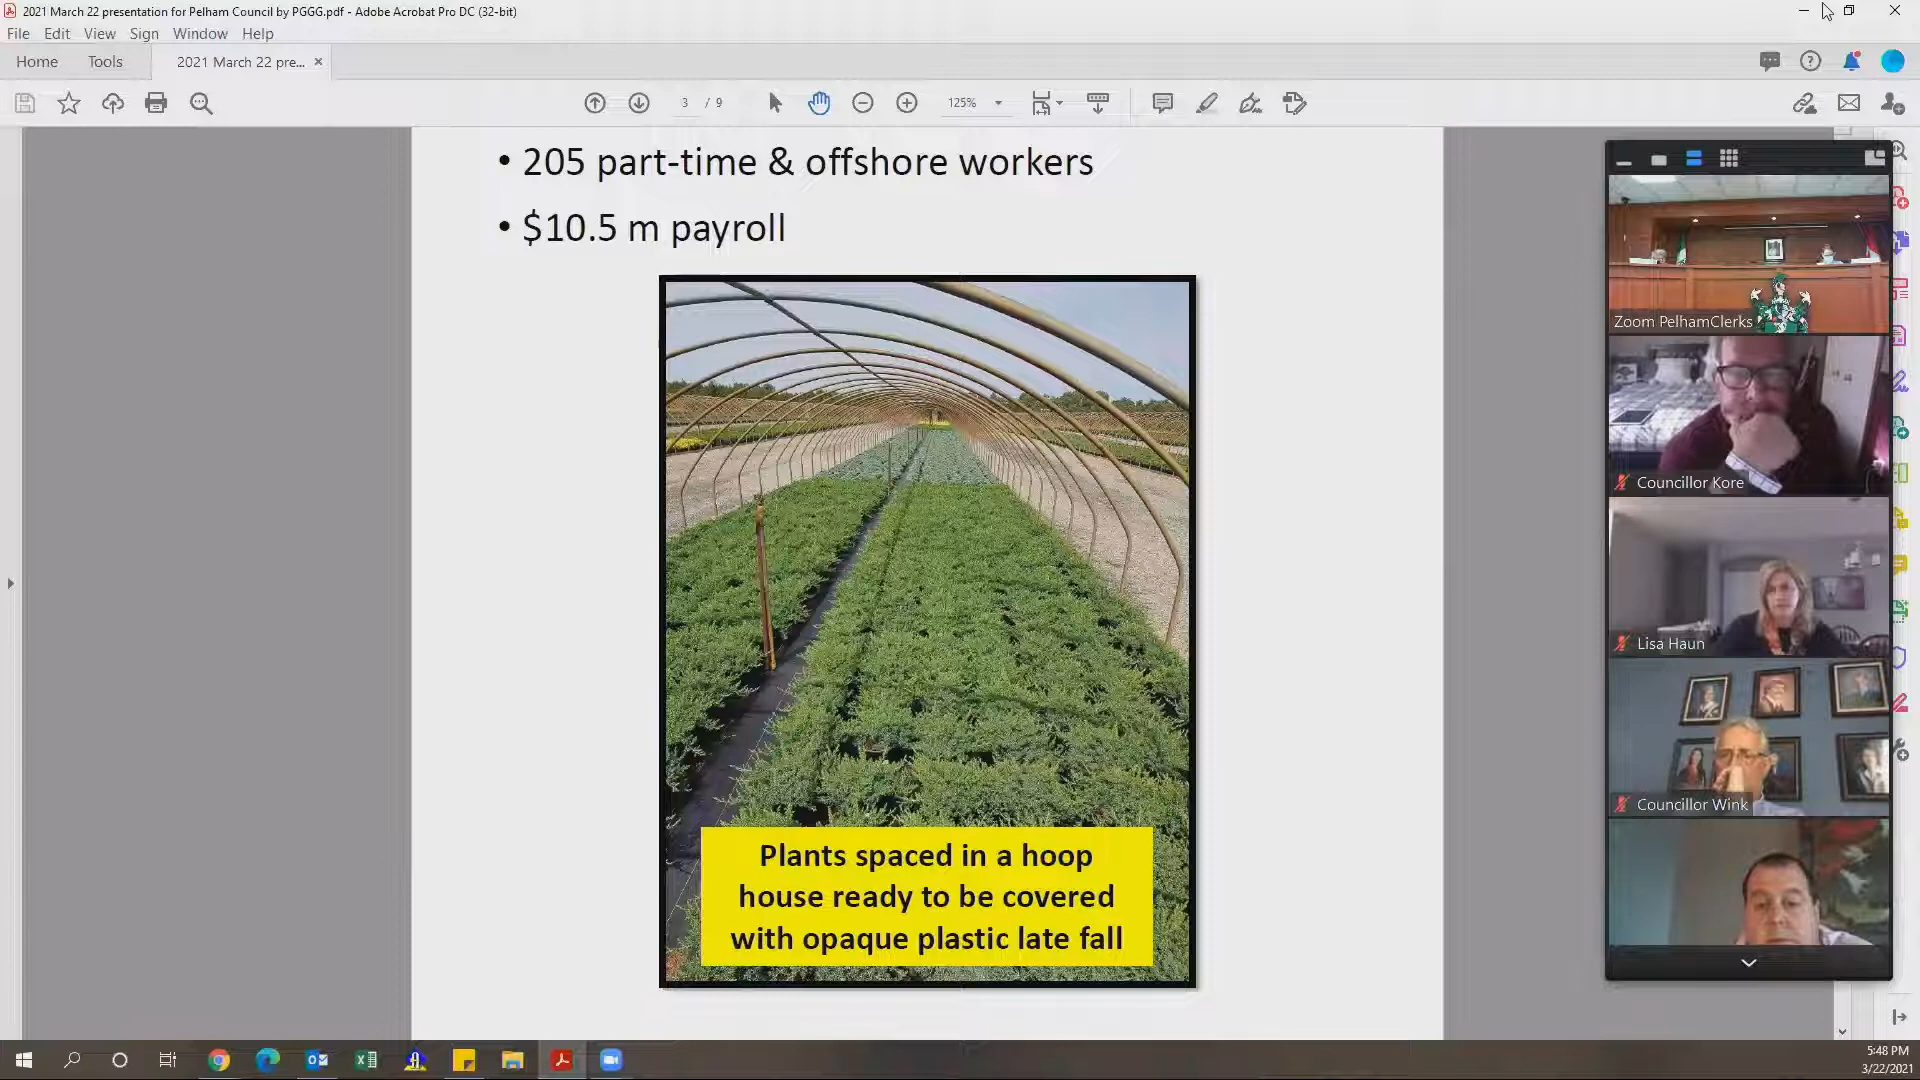 2021 March 22 presentation for Pelham Council by PGGG.pdf - Adobe Acrobat Pro DC (32-bit)
File Edit View Sign Window Help
Home Tools 2021 March 22 pre... ×
3 / 9 125%
• 205 part-time & offshore workers
• $10.5 m payroll
Plants spaced in a hoop
house ready to be covered
with opaque plastic late fall
Zoom PelhamClerks
Councillor Kore
Lisa Haun
Councillor Wink
5:48 PM
3/22/2021